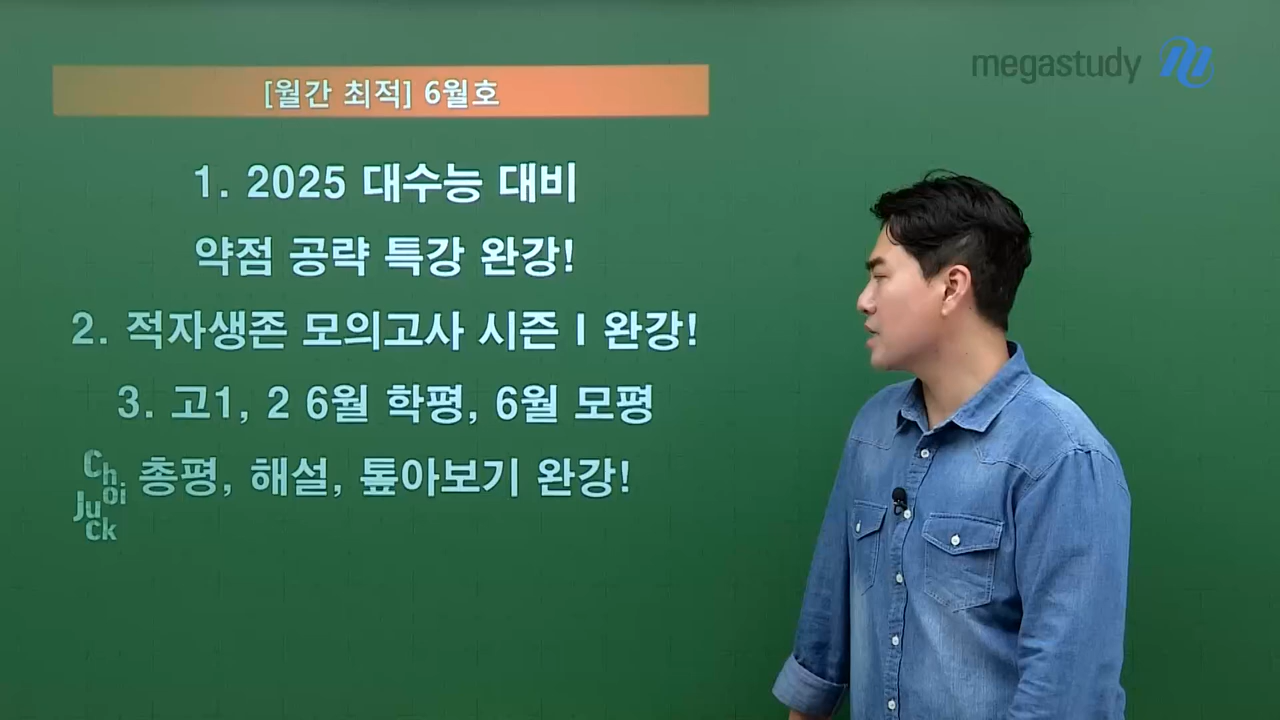 megastudy
[월간 최적] 6월호
1. 2025 대수능 대비
약점 공략 특강 완강!
2. 적자생존 모의고사 시즌 I 완강!
3. 고1, 2 6월 학평, 6월 모평
총평, 해설, 톺아보기 완강!
Choi
Ju
Ck